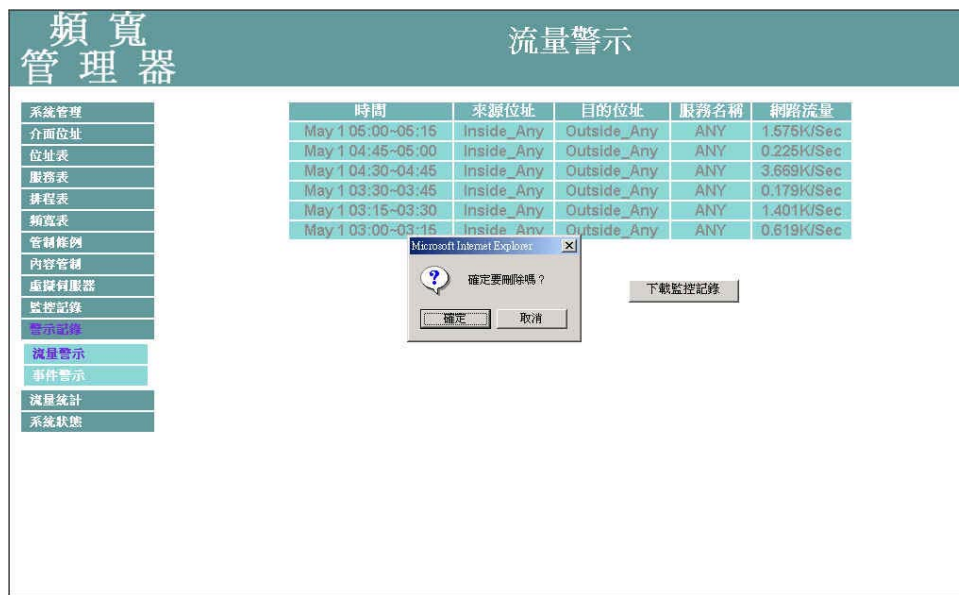 頻 寬
管 理 器
流量警示
系統管理
介面位址
位址表
服務表
排程表
頻寬表
管制條例
內容管制
虛擬伺服器
監控記錄
警示記錄
流量警示
事件警示
流量統計
系統狀態
時間 來源位址 目的位址 服務名稱 網路流量
May 1 05:00~05:15 Inside_Any Outside_Any ANY 1.575K/Sec
May 1 04:45~05:00 Inside_Any Outside_Any ANY 0.225K/Sec
May 1 04:30~04:45 Inside_Any Outside_Any ANY 3.669K/Sec
May 1 03:30~03:45 Inside_Any Outside_Any ANY 0.179K/Sec
May 1 03:15~03:30 Inside_Any Outside_Any ANY 1.401K/Sec
May 1 03:00~03:15 Inside_Any Outside_Any ANY 0.619K/Sec
Microsoft Internet Explorer
確定要刪除嗎？
確定 取消
下載監控記錄